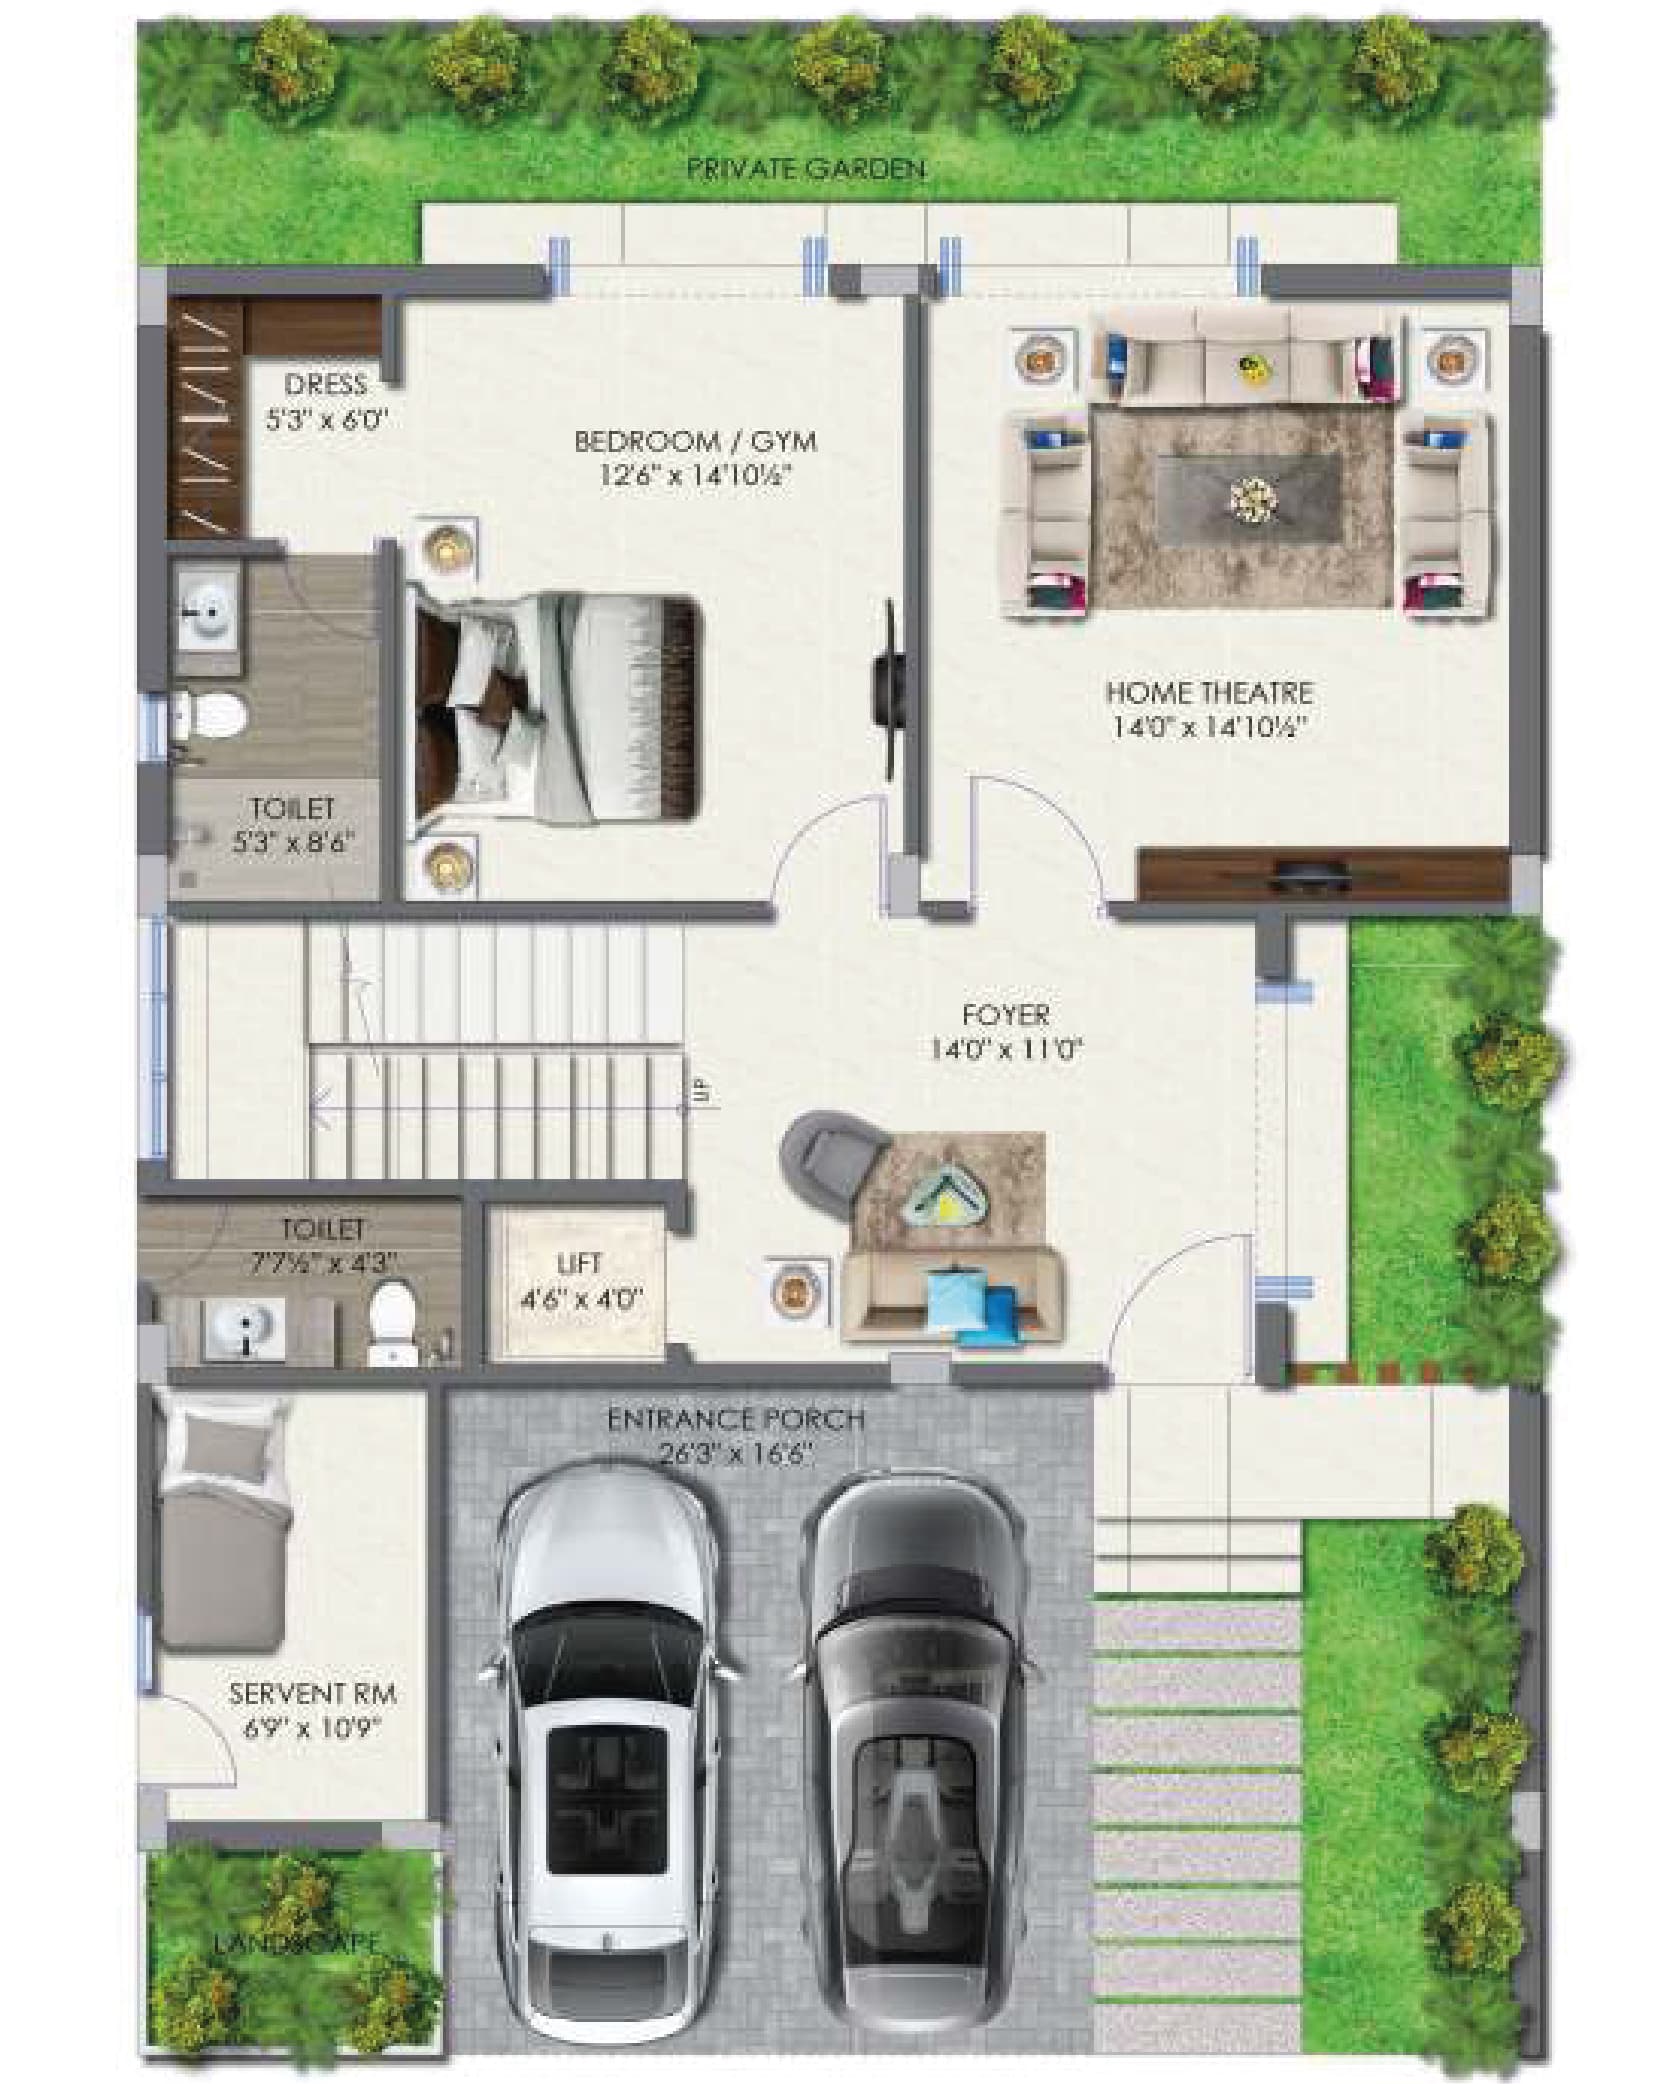 PRIVATE GARDEN
DRESS
5'3" x 6'0"
BEDROOM / GYM
12'6" x 14'10½"
HOME THEATRE
14'0" x 14'10½"
TOILET
5'3" x 8'6"
FOYER
14'0" x 11'0"
UP
TOILET
7'7½" x 4'3"
LIFT
4'6" x 4'0"
ENTRANCE PORCH
26'3" x 16'6"
SERVENT RM
6'9" x 10'9"
LANDSCAPE